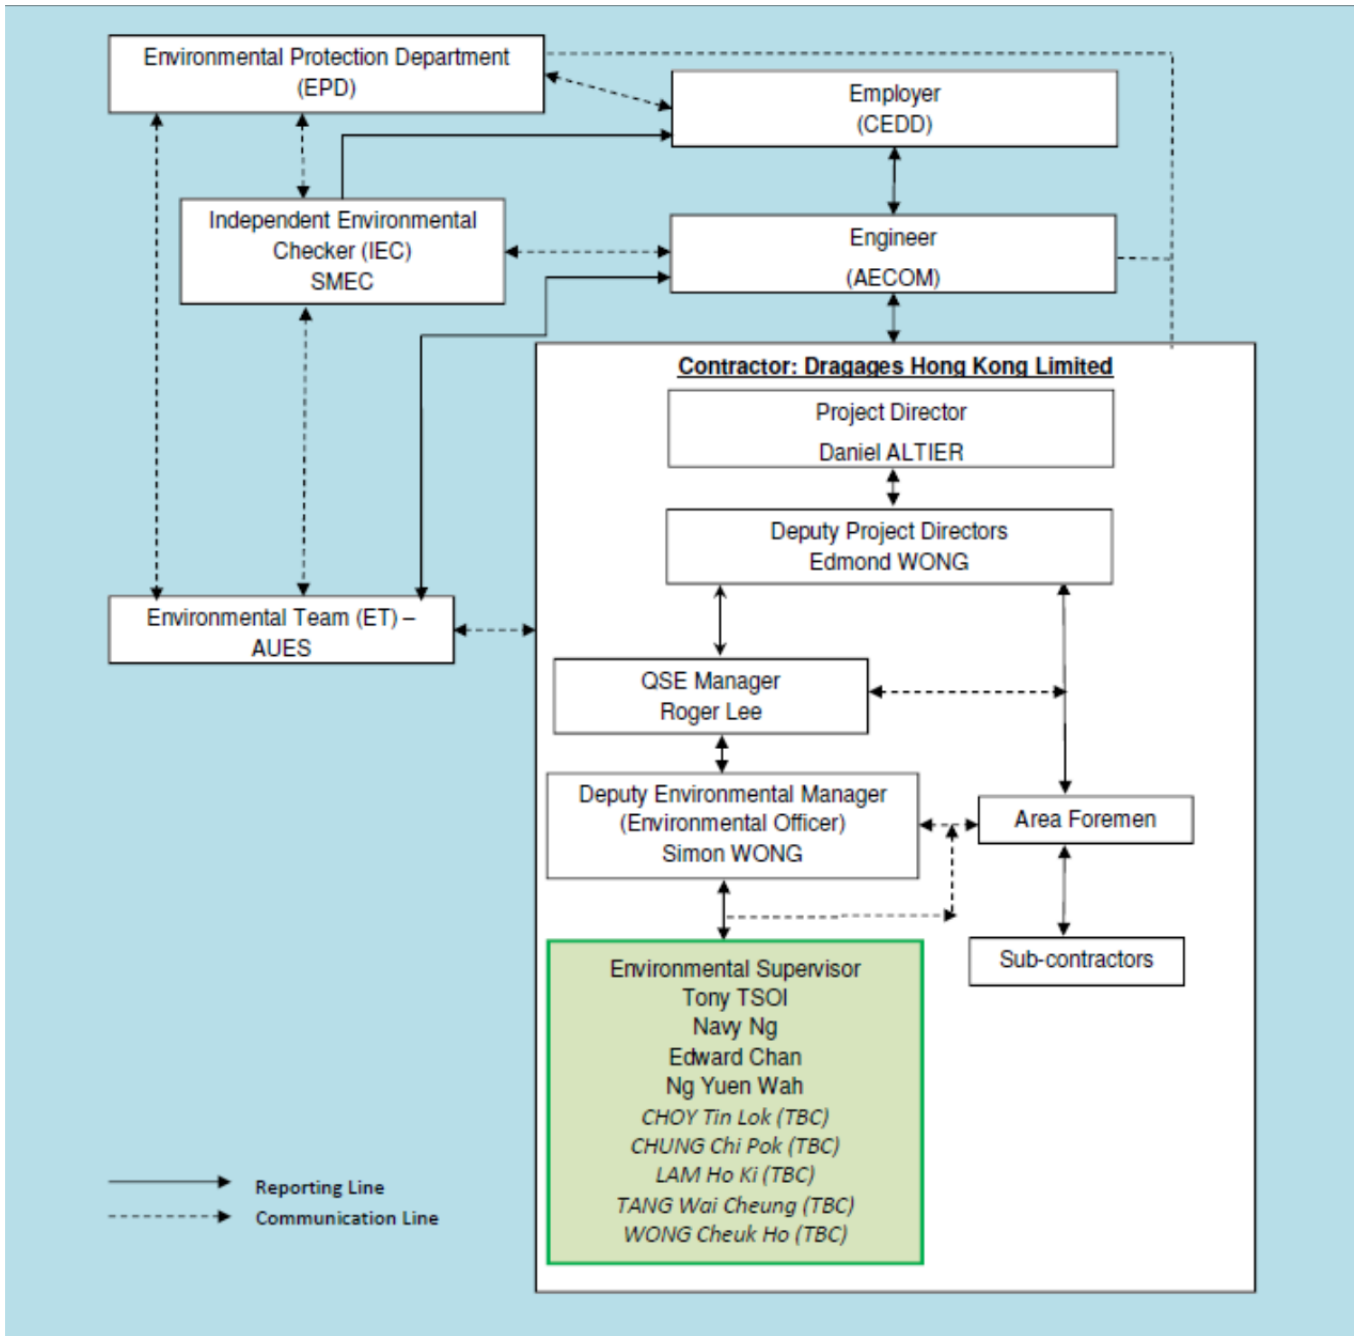 Environmental Protection Department
(EPD)
Employer
(CEDD)
Independent Environmental
Checker (IEC)
SMEC
Engineer
(AECOM)
Contractor: Dragages Hong Kong Limited
Project Director
Daniel ALTIER
Deputy Project Directors
Edmond WONG
Environmental Team (ET) –
AUES
QSE Manager
Roger Lee
Deputy Environmental Manager
(Environmental Officer)
Simon WONG
Area Foremen
Sub-contractors
Environmental Supervisor
Tony TSOI
Navy Ng
Edward Chan
Ng Yuen Wah
CHOY Tin Lok (TBC)
CHUNG Chi Pok (TBC)
LAM Ho Ki (TBC)
TANG Wai Cheung (TBC)
WONG Cheuk Ho (TBC)
Reporting Line
Communication Line